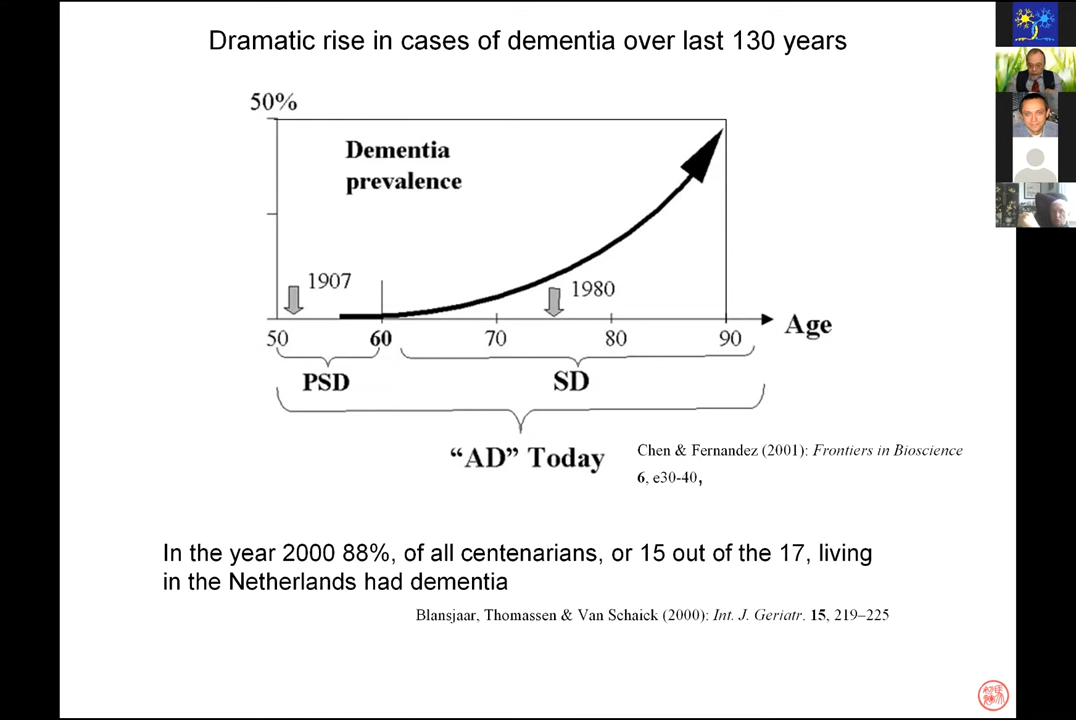 Dramatic rise in cases of dementia over last 130 years
50%
Dementia
prevalence
1907
1980
50
60
70
80
90
Age
PSD
SD
“AD” Today
Chen & Fernandez (2001): Frontiers in Bioscience
6, e30-40,
In the year 2000 88%, of all centenarians, or 15 out of the 17, living
in the Netherlands had dementia
Blansjaar, Thomassen & Van Schaick (2000): Int. J. Geriatr. 15, 219–225